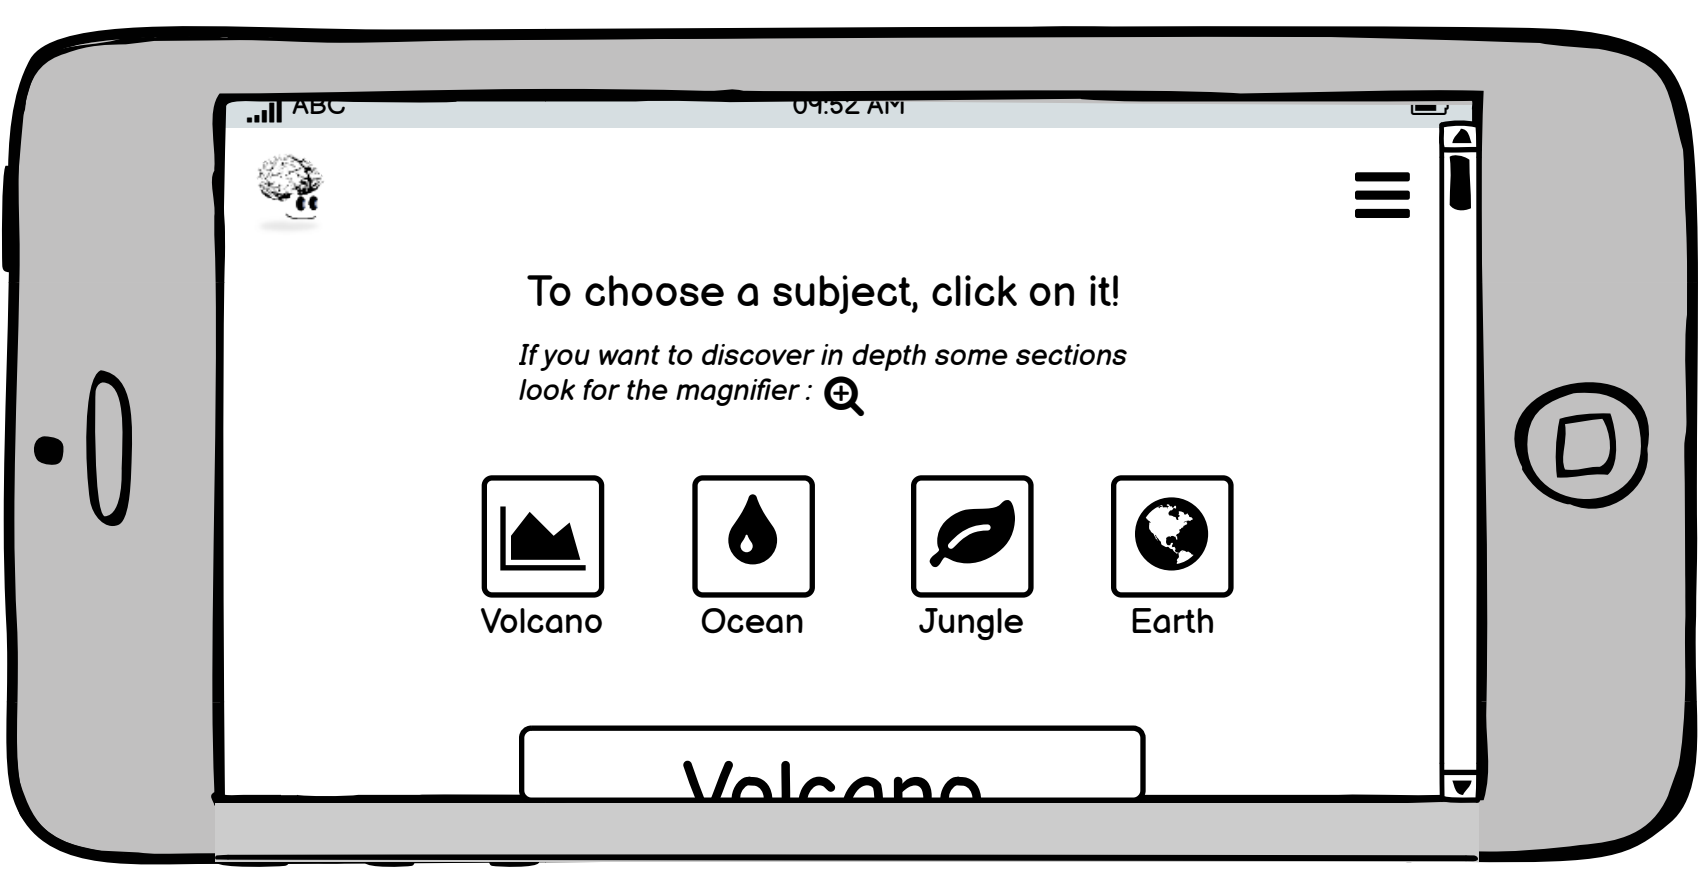 ABC 09:52 AM
To choose a subject, click on it!
If you want to discover in depth some sections
look for the magnifier :
Volcano Ocean Jungle Earth
Volcano